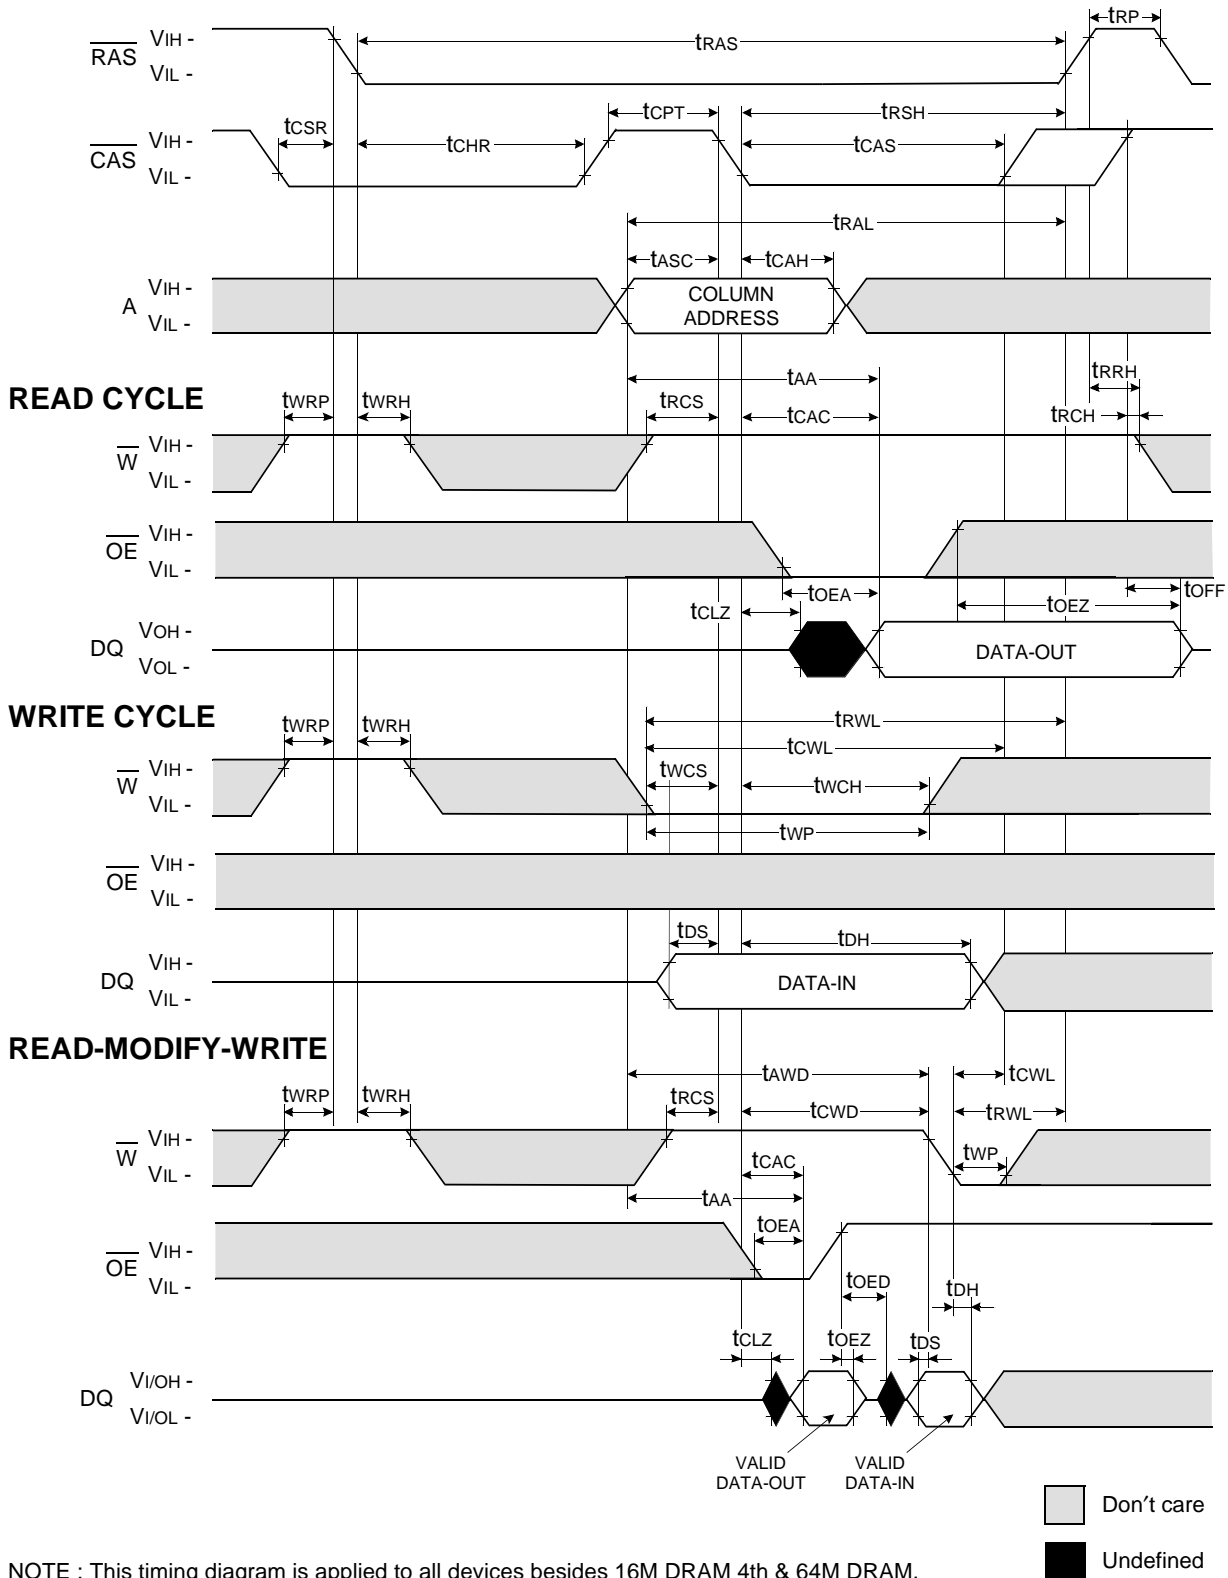 tRP
RAS VIH - tRAS
VIL -
tCSR tCPT tRSH
CAS VIH - tCHR tCAS
VIL -
tRAL
tASC tCAH
A VIH - COLUMN
VIL - ADDRESS
READ CYCLE
tAA tRRH
tWRP tWRH tRCS tCAC tRCH
W VIH -
VIL -
OE VIH -
VIL -
tOEA tOFF
tCLZ tOEZ
DQ VOH -
VOL - DATA-OUT
WRITE CYCLE
tWRP tWRH tRWL
tCWL
W VIH - tWCS tWCH
VIL -
tWP
OE VIH -
VIL -
tDS tDH
DQ VIH - DATA-IN
VIL -
READ-MODIFY-WRITE
tAWD tCWL
tWRP tWRH tRCS tCWD tRWL
W VIH - tWP
VIL - tCAC
tAA
OE VIH - tOEA
VIL - tOED tDH
tCLZ tOEZ tDS
DQ VI/OH -
VI/OL -
VALID VALID
DATA-OUT DATA-IN
Don′t care
Undefined
NOTE : This timing diagram is applied to all devices besides 16M DRAM 4th & 64M DRAM.